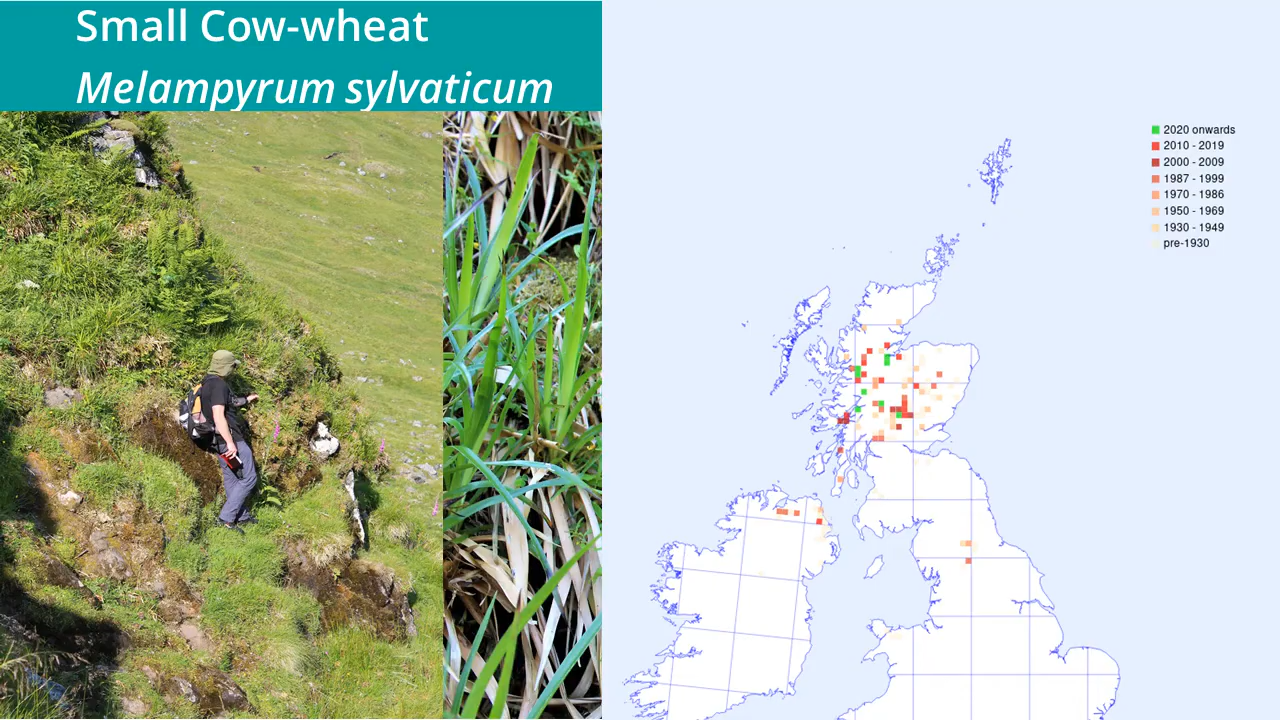 Small Cow-wheat
Melampyrum sylvaticum
2020 onwards
2010 - 2019
2000 - 2009
1987 - 1999
1970 - 1986
1950 - 1969
1930 - 1949
pre-1930